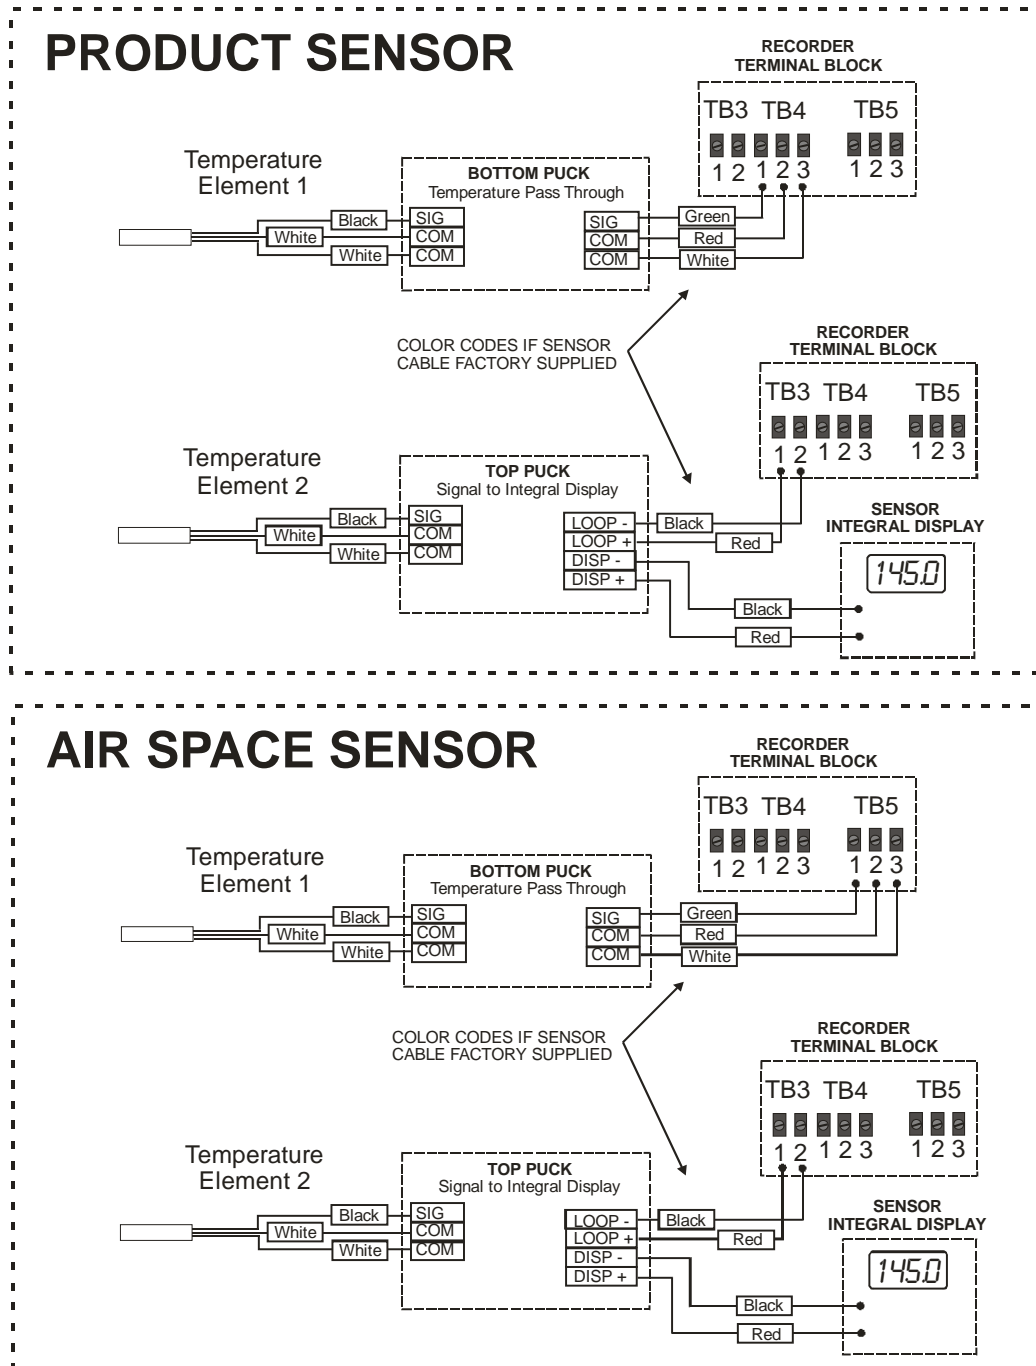 PRODUCT SENSOR
RECORDER
TERMINAL BLOCK
TB3 TB4 TB5
1 2 1 2 3 1 2 3
Temperature
Element 1
BOTTOM PUCK
Temperature Pass Through
Black SIG SIG Green
White COM COM Red
White COM COM White
COLOR CODES IF SENSOR
CABLE FACTORY SUPPLIED
RECORDER
TERMINAL BLOCK
TB3 TB4 TB5
1 2 1 2 3 1 2 3
Temperature
Element 2
TOP PUCK
Signal to Integral Display
SENSOR
INTEGRAL DISPLAY
Black SIG LOOP - Black
White COM LOOP + Red
White COM DISP -
DISP +
145.0
Black
Red
AIR SPACE SENSOR
RECORDER
TERMINAL BLOCK
TB3 TB4 TB5
1 2 1 2 3 1 2 3
Temperature
Element 1
BOTTOM PUCK
Temperature Pass Through
Black SIG SIG Green
White COM COM Red
White COM COM White
COLOR CODES IF SENSOR
CABLE FACTORY SUPPLIED
RECORDER
TERMINAL BLOCK
TB3 TB4 TB5
1 2 1 2 3 1 2 3
Temperature
Element 2
TOP PUCK
Signal to Integral Display
SENSOR
INTEGRAL DISPLAY
Black SIG LOOP - Black
White COM LOOP + Red
White COM DISP -
DISP +
145.0
Black
Red